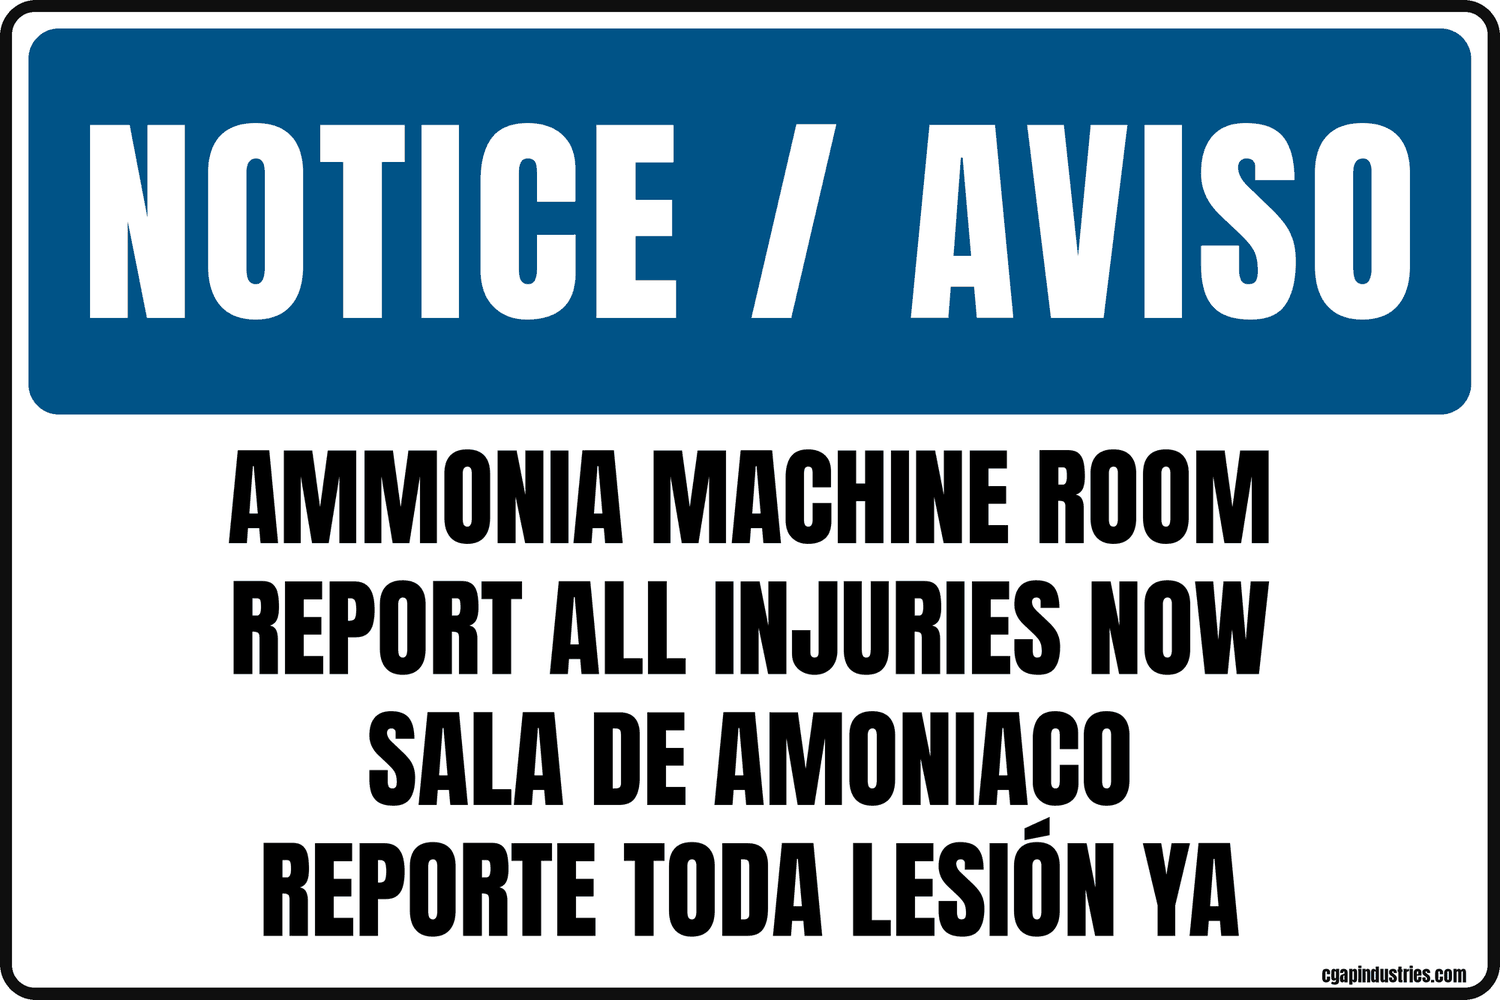 NOTICE / AVISO
AMMONIA MACHINE ROOM
REPORT ALL INJURIES NOW
SALA DE AMONIACO
REPORTE TODA LESIÓN YA
cgapindustries.com